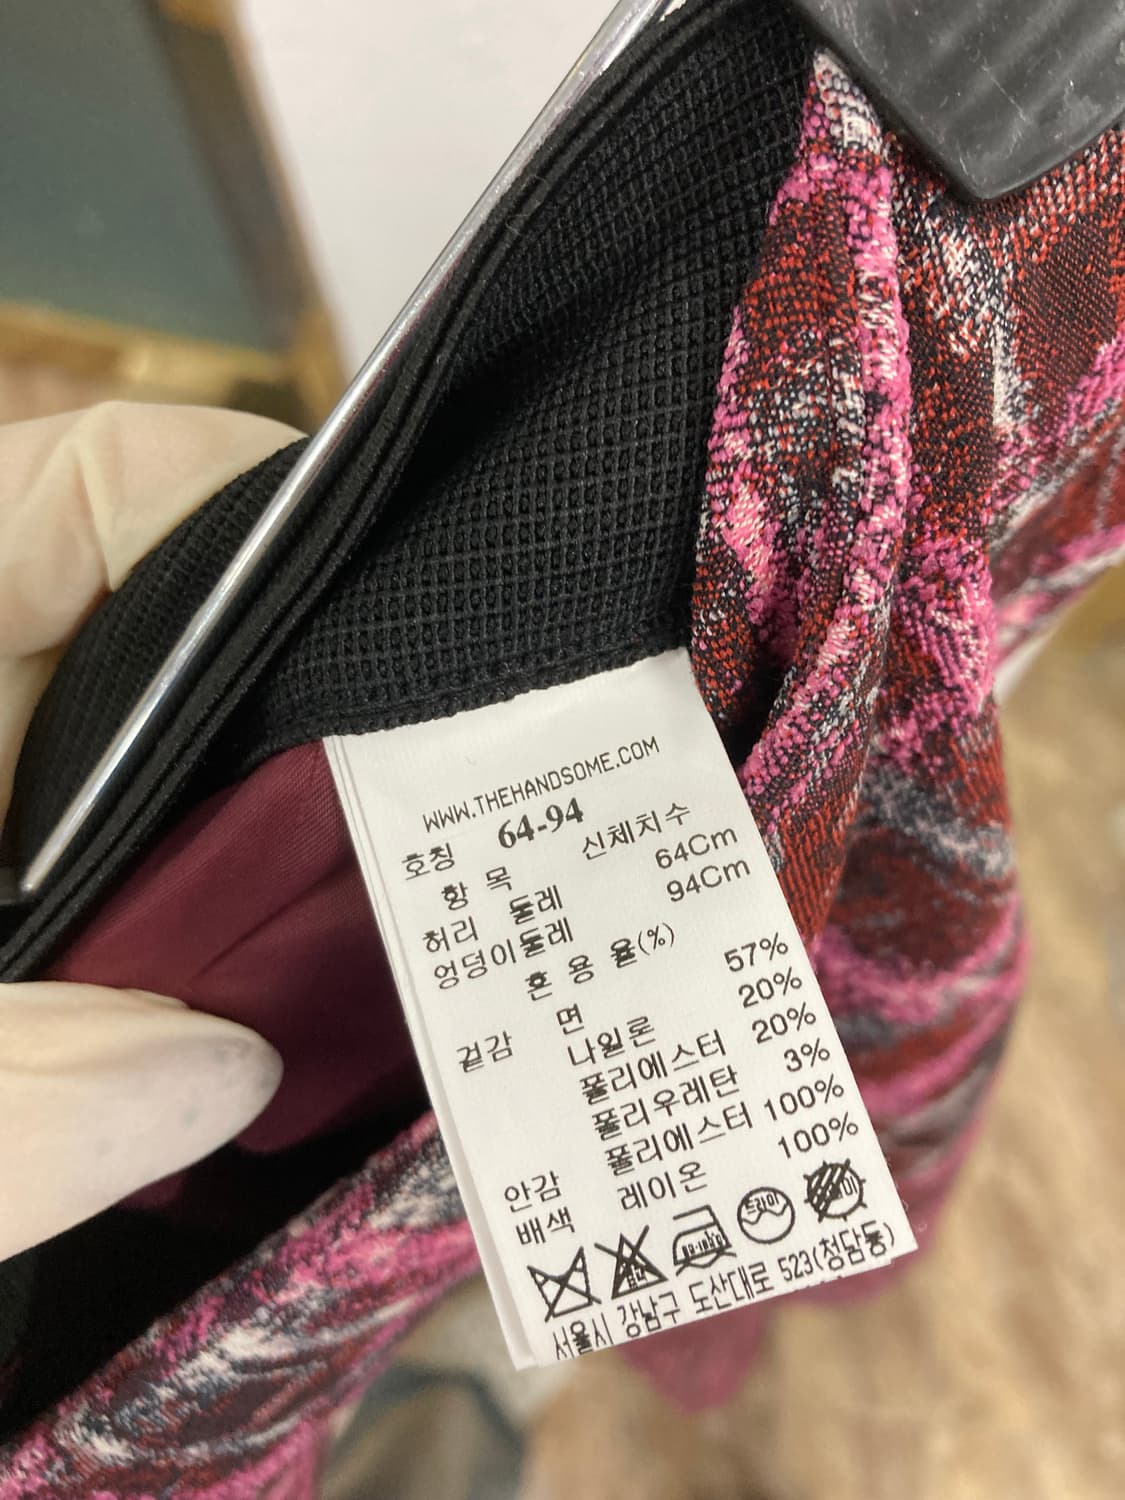 WWW.THEHANDSOME.COM
호칭 64-94
항 목 신체치수
허리 둘레 64Cm
엉덩이둘레 94Cm
혼 용 율(%)
겉감 면 57%
나일론 20%
폴리에스터 20%
폴리우레탄 3%
안감 폴리에스터 100%
배색 레이온 100%
드라이
서울시 강남구 도산대로 523(청담동)